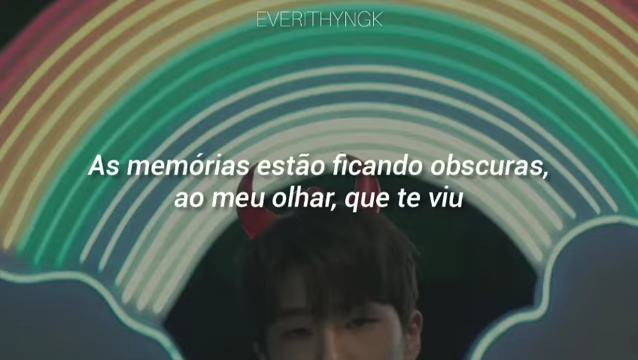 EVERITHYNGK
As memórias estão ficando obscuras,
ao meu olhar, que te viu